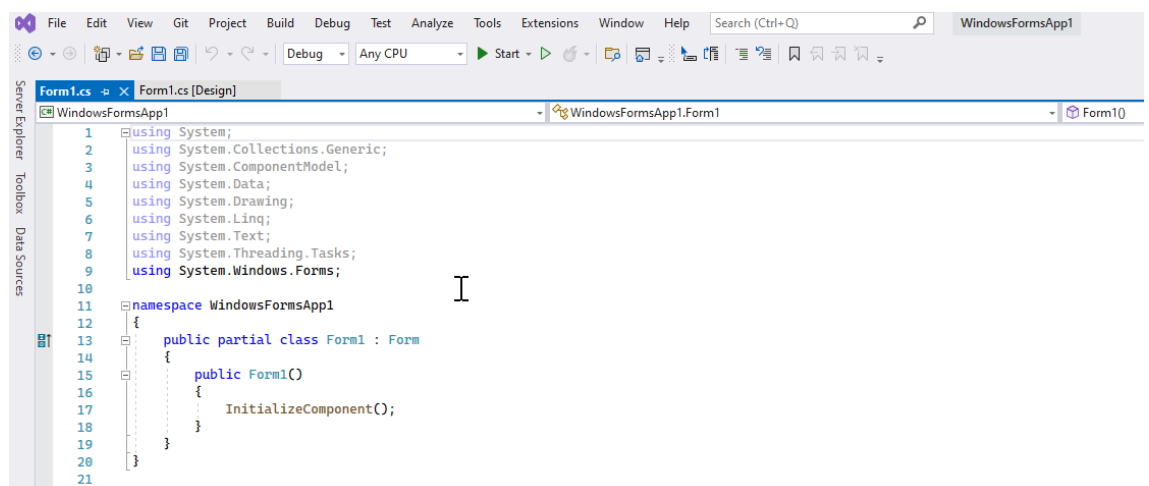 File Edit View Git Project Build Debug Test Analyze Tools Extensions Window Help Search (Ctrl+Q) WindowsFormsApp1
Debug Any CPU Start
Server Explorer
Toolbox
Data Sources
Form1.cs Form1.cs [Design]
C# WindowsFormsApp1 WindowsFormsApp1.Form1 Form1()
1 using System;
2 using System.Collections.Generic;
3 using System.ComponentModel;
4 using System.Data;
5 using System.Drawing;
6 using System.Linq;
7 using System.Text;
8 using System.Threading.Tasks;
9 using System.Windows.Forms;
10
11 namespace WindowsFormsApp1
12 {
13 public partial class Form1 : Form
14 {
15 public Form1()
16 {
17 InitializeComponent();
18 }
19 }
20 }
21